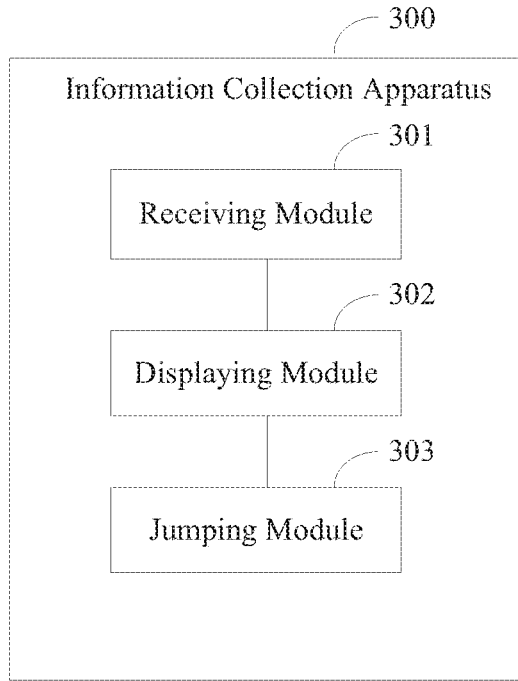 300
Information Collection Apparatus
301
Receiving Module
302
Displaying Module
303
Jumping Module